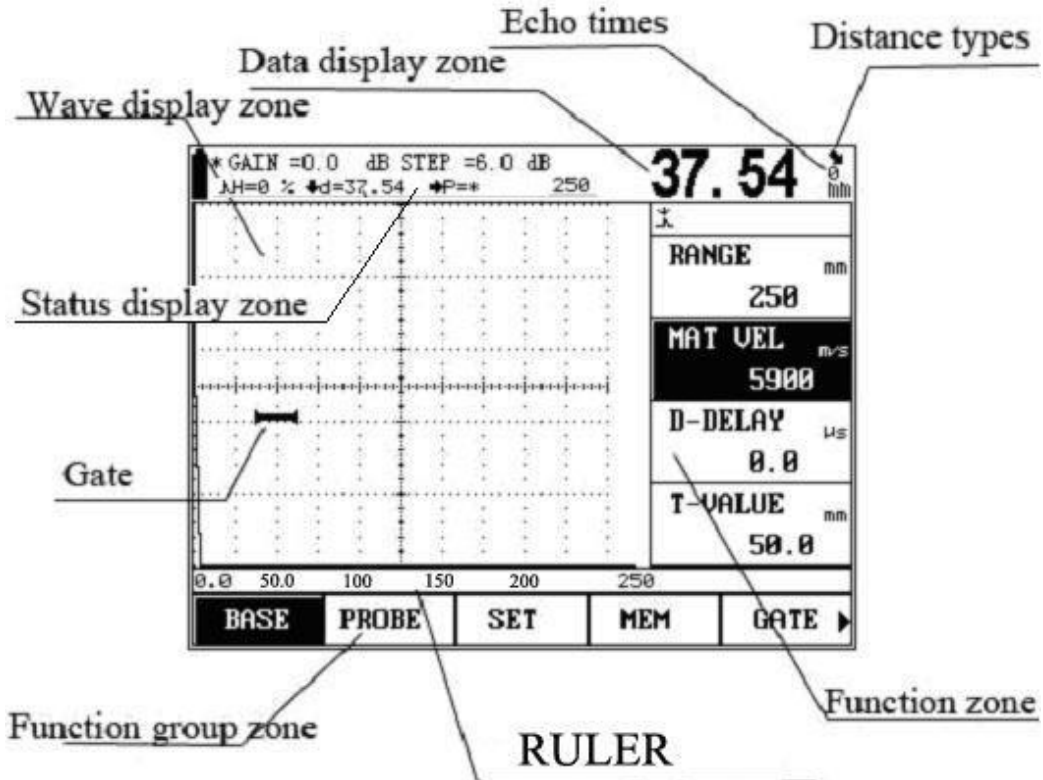 Echo times
Distance types
Data display zone
Wave display zone
* GAIN =0.0 dB STEP =6.0 dB
H=0 % d=37.54 P=* 250
37.54
0
mm
RANGE mm
250
Status display zone
MAT VEL m/s
5900
D-DELAY µs
0.0
Gate
T-VALUE mm
50.0
0.0 50.0 100 150 200 250
BASE PROBE SET MEM GATE
Function zone
Function group zone
RULER